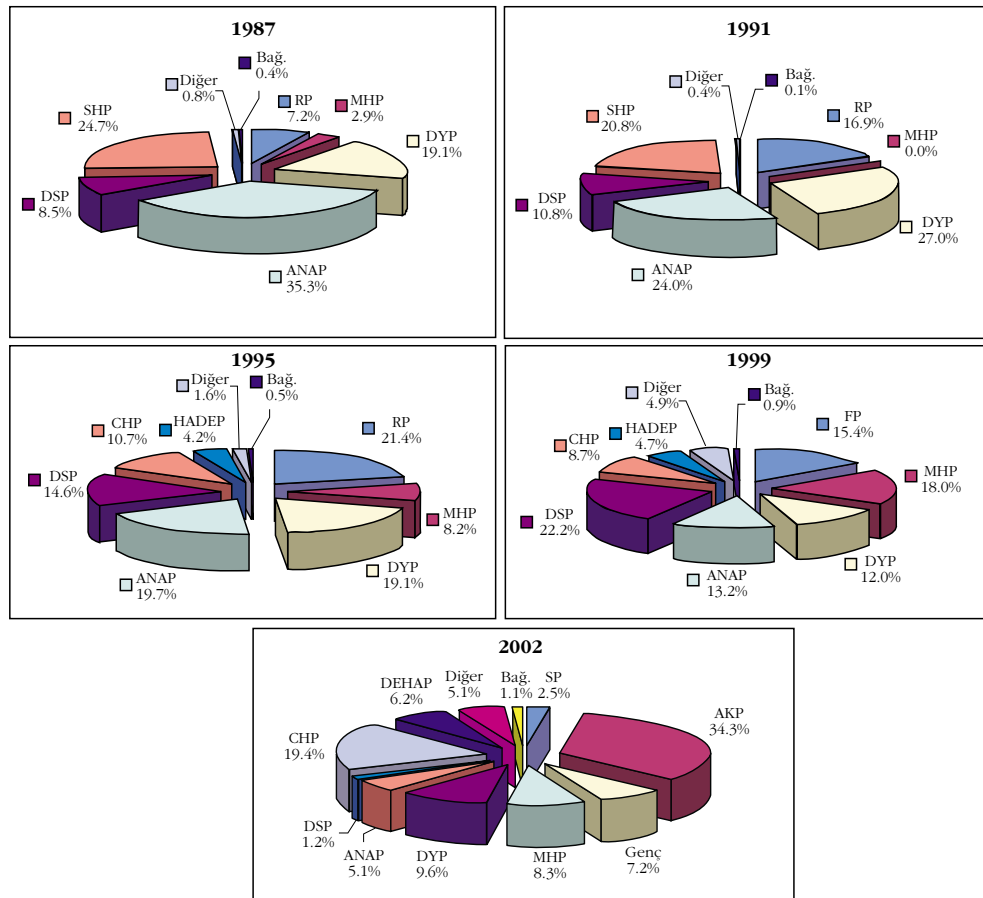 1987
Bağ.
0.4%
Diğer
0.8%
RP
7.2%
MHP
2.9%
SHP
24.7%
DYP
19.1%
DSP
8.5%
ANAP
35.3%
1991
Diğer
0.4%
Bağ.
0.1%
RP
16.9%
SHP
20.8%
MHP
0.0%
DSP
10.8%
DYP
27.0%
ANAP
24.0%
1995
Diğer
1.6%
Bağ.
0.5%
CHP
10.7%
HADEP
4.2%
RP
21.4%
DSP
14.6%
MHP
8.2%
ANAP
19.7%
DYP
19.1%
1999
Diğer
4.9%
Bağ.
0.9%
FP
15.4%
HADEP
4.7%
CHP
8.7%
MHP
18.0%
DSP
22.2%
DYP
12.0%
ANAP
13.2%
2002
DEHAP
6.2%
Diğer
5.1%
Bağ.
1.1%
SP
2.5%
AKP
34.3%
CHP
19.4%
DSP
1.2%
ANAP
5.1%
DYP
9.6%
MHP
8.3%
Genç
7.2%